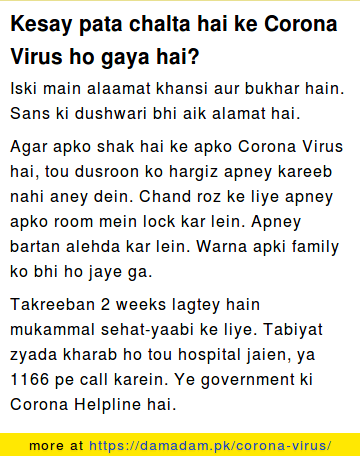 Kesay pata chalta hai ke Corona
Virus ho gaya hai?
Iski main alaamat khansi aur bukhar hain.
Sans ki dushwari bhi aik alamat hai.
Agar apko shak hai ke apko Corona Virus
hai, tou dusroon ko hargiz apney kareeb
nahi aney dein. Chand roz ke liye apney
apko room mein lock kar lein. Apney
bartan alehda kar lein. Warna apki family
ko bhi ho jaye ga.
Takreeban 2 weeks lagtey hain
mukammal sehat-yaabi ke liye. Tabiyat
zyada kharab ho tou hospital jaien, ya
1166 pe call karein. Ye government ki
Corona Helpline hai.
more at https://damadam.pk/corona-virus/